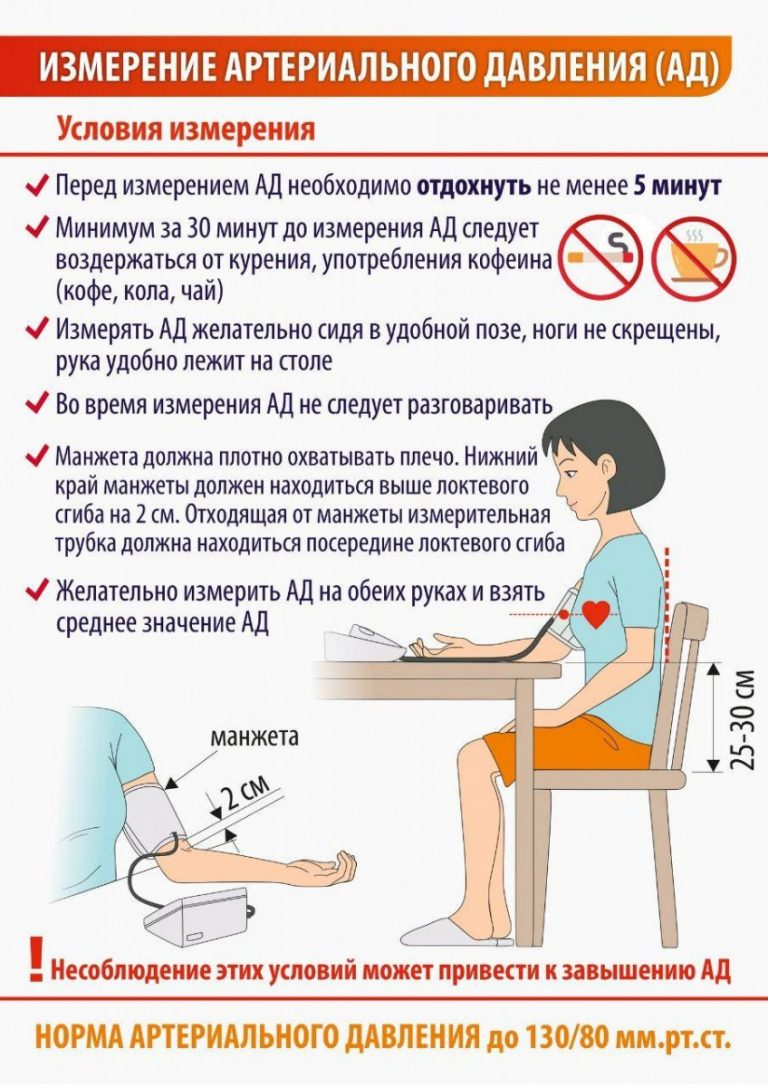 ИЗМЕРЕНИЕ АРТЕРИАЛЬНОГО ДАВЛЕНИЯ (АД)
Условия измерения
Перед измерением АД необходимо отдохнуть не менее 5 минут
Минимум за 30 минут до измерения АД следует
воздержаться от курения, употребления кофеина
(кофе, кола, чай)
Измерять АД желательно сидя в удобной позе, ноги не скрещены,
рука удобно лежит на столе
Во время измерения АД не следует разговаривать
Манжета должна плотно охватывать плечо. Нижний
край манжеты должен находиться выше локтевого
сгиба на 2 см. Отходящая от манжеты измерительная
трубка должна находиться посередине локтевого сгиба
Желательно измерить АД на обеих руках и взять
среднее значение АД
25-30 см
манжета
2 см
! Несоблюдение этих условий может привести к завышению АД
НОРМА АРТЕРИАЛЬНОГО ДАВЛЕНИЯ до 130/80 мм.рт.ст.